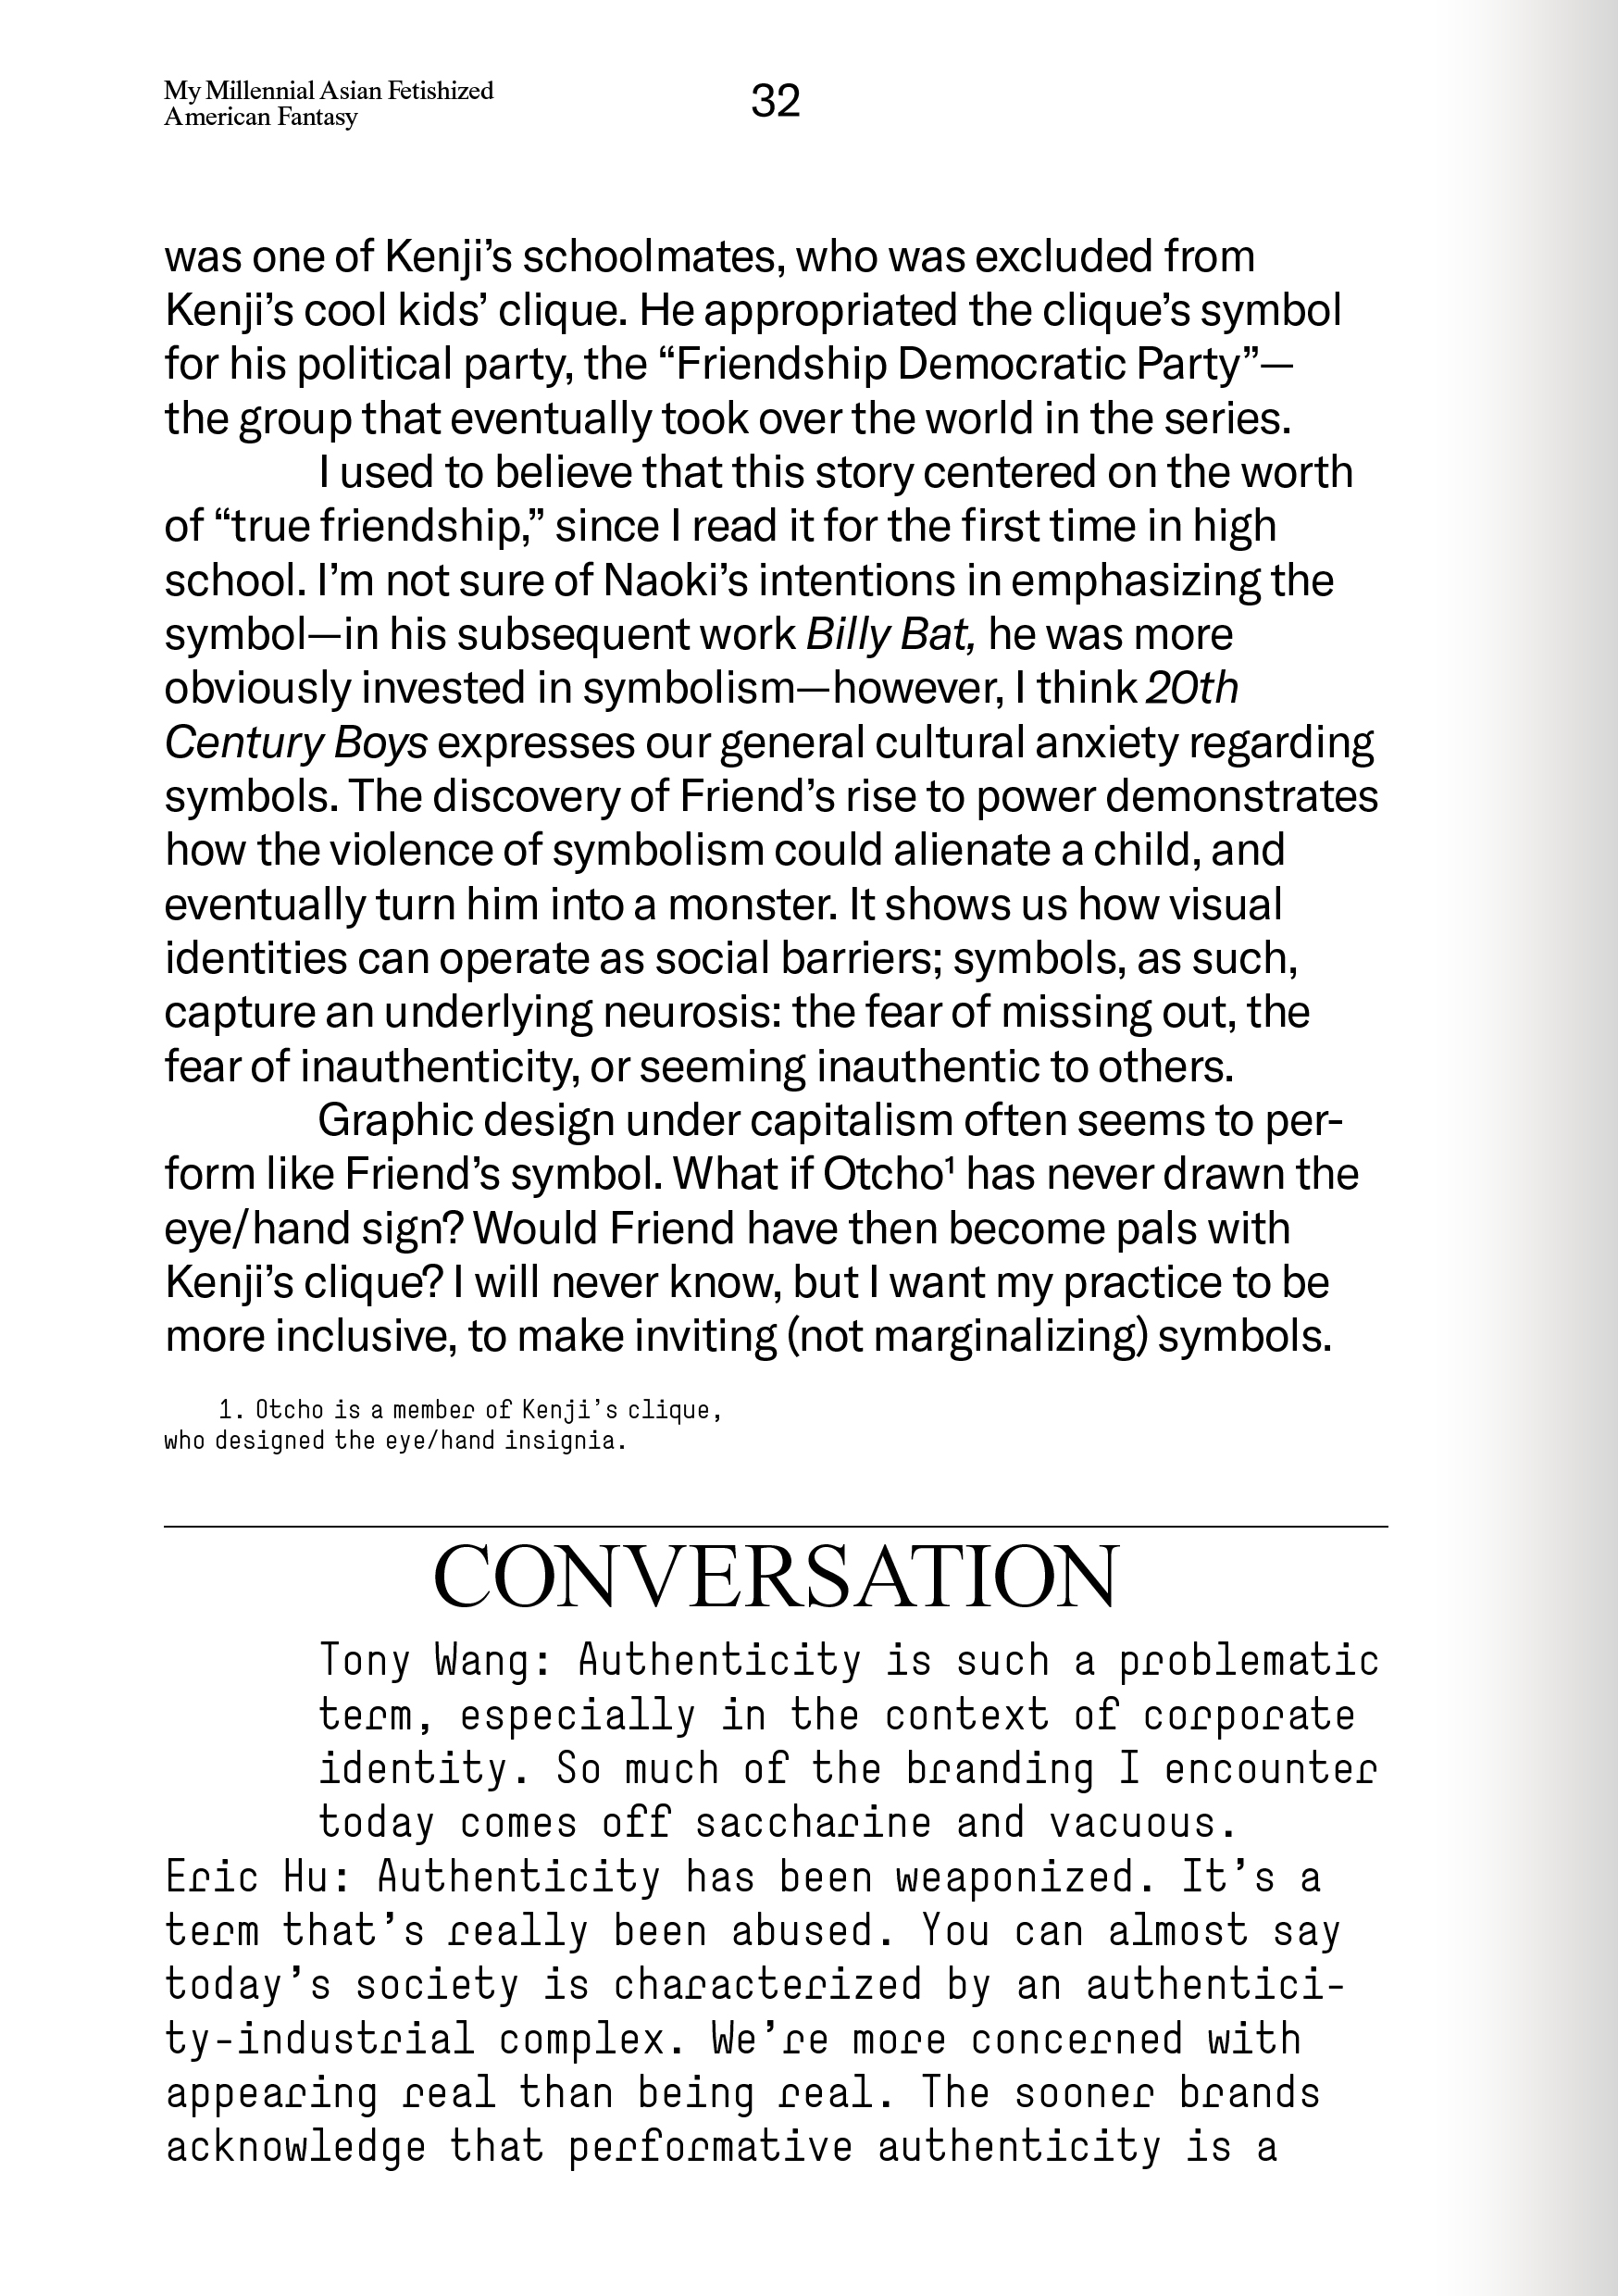 My Millennial Asian Fetishized
American Fantasy
32
was one of Kenji’s schoolmates, who was excluded from
Kenji’s cool kids’ clique. He appropriated the clique’s symbol
for his political party, the “Friendship Democratic Party”—
the group that eventually took over the world in the series.
I used to believe that this story centered on the worth
of “true friendship,” since I read it for the first time in high
school. I’m not sure of Naoki’s intentions in emphasizing the
symbol—in his subsequent work Billy Bat, he was more
obviously invested in symbolism—however, I think 20th
Century Boys expresses our general cultural anxiety regarding
symbols. The discovery of Friend’s rise to power demonstrates
how the violence of symbolism could alienate a child, and
eventually turn him into a monster. It shows us how visual
identities can operate as social barriers; symbols, as such,
capture an underlying neurosis: the fear of missing out, the
fear of inauthenticity, or seeming inauthentic to others.
Graphic design under capitalism often seems to per-
form like Friend’s symbol. What if Otcho¹ has never drawn the
eye/hand sign? Would Friend have then become pals with
Kenji’s clique? I will never know, but I want my practice to be
more inclusive, to make inviting (not marginalizing) symbols.
1. Otcho is a member of Kenji’s clique,
who designed the eye/hand insignia.
CONVERSATION
Tony Wang: Authenticity is such a problematic
term, especially in the context of corporate
identity. So much of the branding I encounter
today comes off saccharine and vacuous.
Eric Hu: Authenticity has been weaponized. It’s a
term that’s really been abused. You can almost say
today’s society is characterized by an authentici-
ty-industrial complex. We’re more concerned with
appearing real than being real. The sooner brands
acknowledge that performative authenticity is a